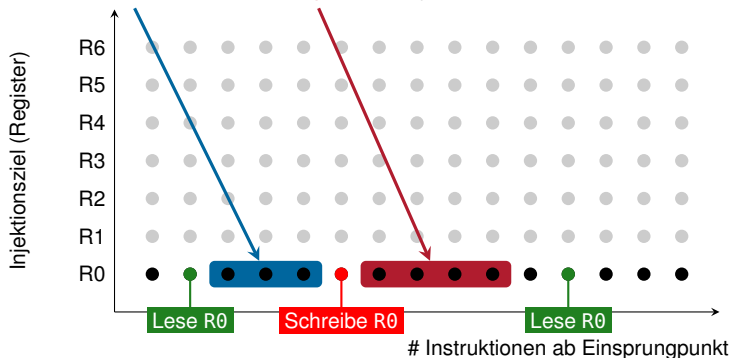 Injektionsziel (Register)
R6
R5
R4
R3
R2
R1
R0
Lese R0
Schreibe R0
Lese R0
# Instruktionen ab Einsprungpunkt